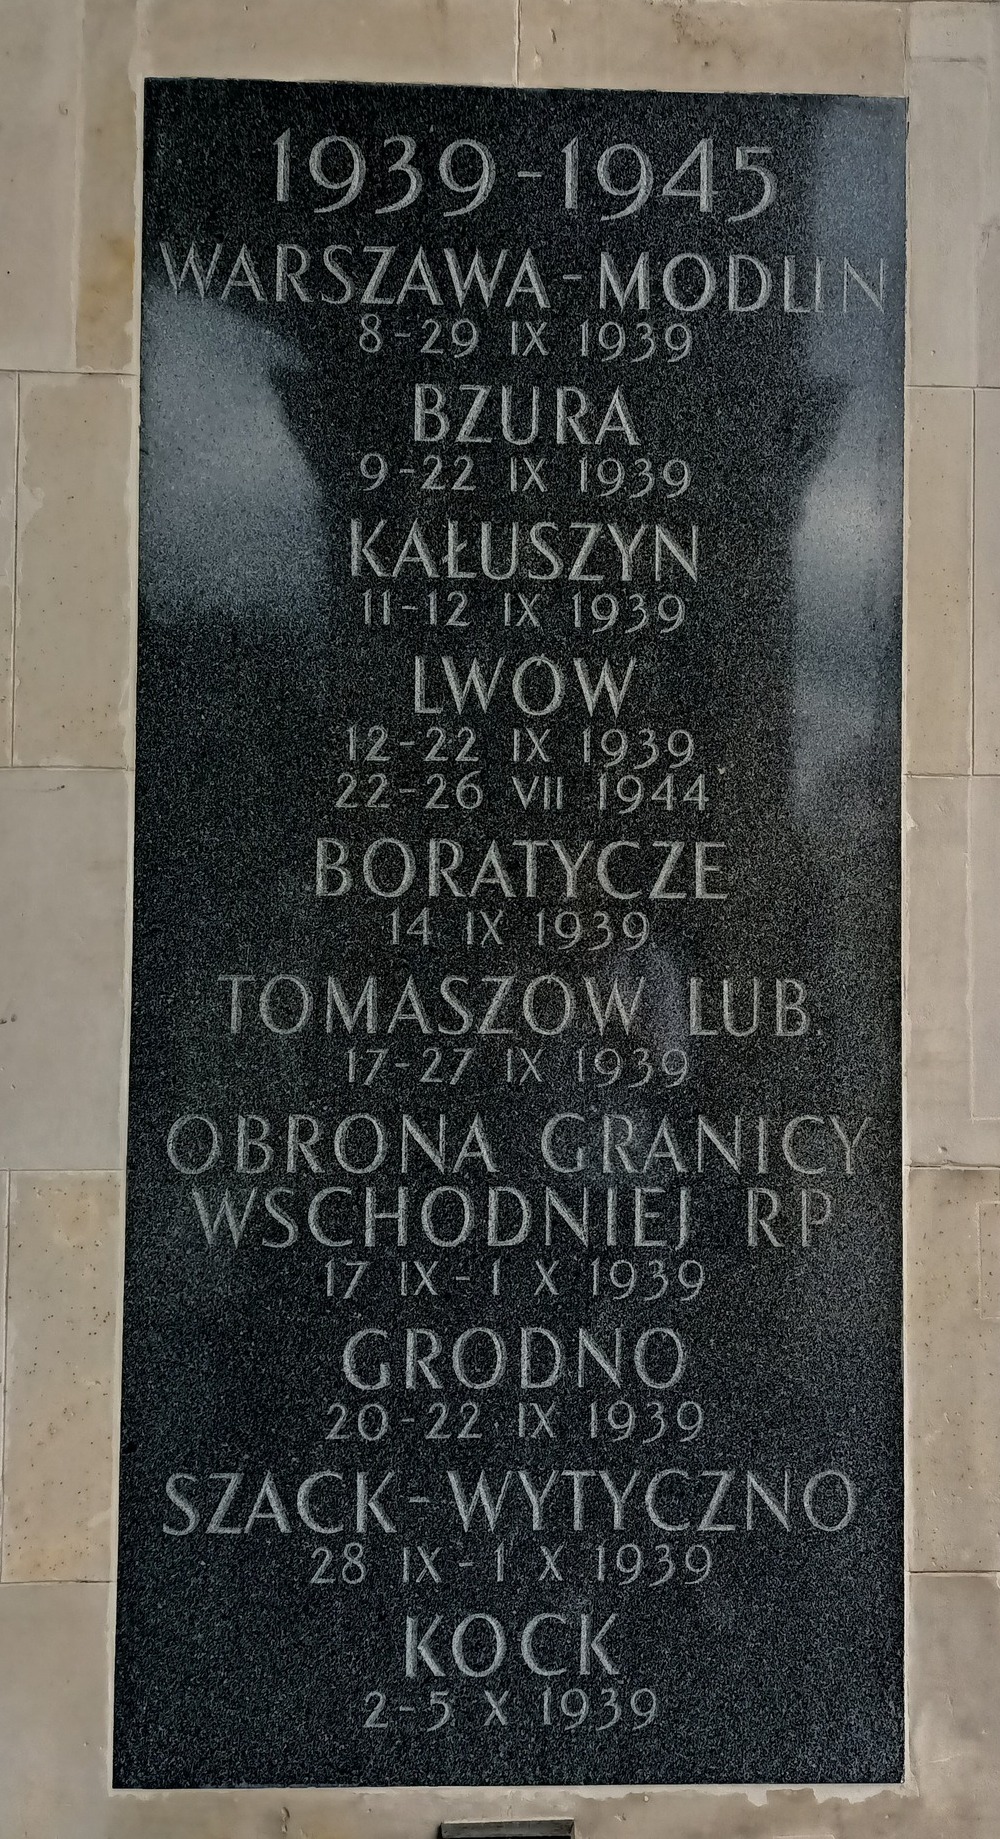 1939-1945
WARSZAWA-MODLIN
8-29 IX 1939
BZURA
9-22 IX 1939
KAŁUSZYN
11-12 IX 1939
LWÓW
12-22 IX 1939
22-26 VII 1944
BORATYCZE
14 IX 1939
TOMASZÓW LUB.
17-27 IX 1939
OBRONA GRANICY
WSCHODNIEJ RP
17 IX-1 X 1939
GRODNO
20-22 IX 1939
SZACK-WYTYCZNO
28 IX-1 X 1939
KOCK
2-5 X 1939